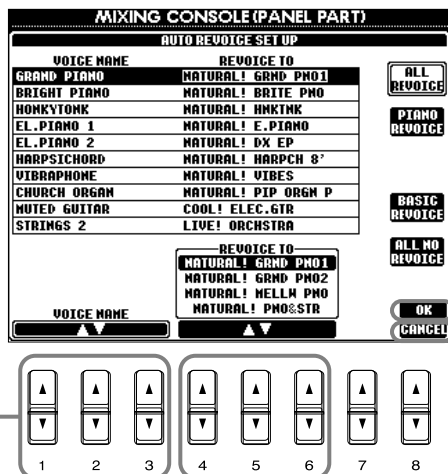 MIXING CONSOLE(PANEL PART)
AUTO REVOICE SET UP
VOICE NAME REVOICE TO
GRAND PIANO NATURAL! GRND PNO1
BRIGHT PIANO NATURAL! BRITE PNO
HONKYTONK NATURAL! HNKTNK
EL.PIANO 1 NATURAL! E.PIANO
EL.PIANO 2 NATURAL! DX EP
HARPSICHORD NATURAL! HARPCH 8'
VIBRAPHONE NATURAL! VIBES
CHURCH ORGAN NATURAL! PIP ORGN P
MUTED GUITAR COOL! ELEC.GTR
STRINGS 2 LIVE! ORCHSTRA
ALL
REVOICE
PIANO
REVOICE
BASIC
REVOICE
ALL NO
REVOICE
REVOICE TO
NATURAL! GRND PNO1
NATURAL! GRND PNO2
NATURAL! MELLW PNO
NATURAL! PNO&STR
VOICE NAME
OK
CANCEL
1 2 3 4 5 6 7 8